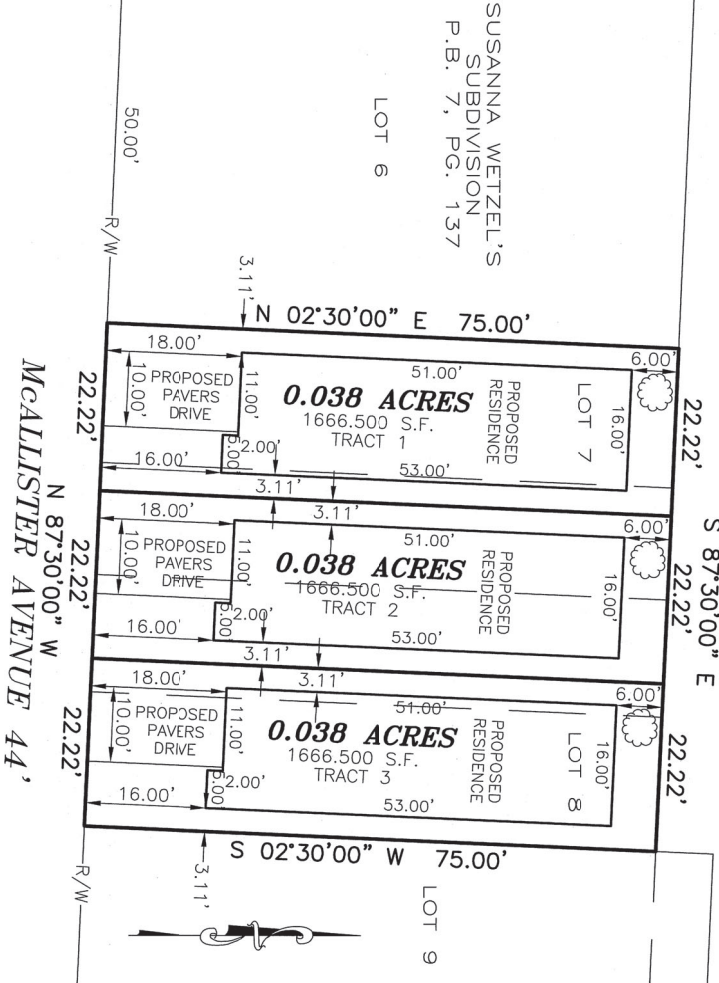 SUSANNA WETZEL'S
SUBDIVISION
P.B. 7, PG. 137
LOT 6
50.00'
R/W
3.11'
N 02°30'00" E 75.00'
18.00'
10.00'
PROPOSED
PAVERS
DRIVE
11.00'
51.00'
0.038 ACRES
1666.500 S.F.
TRACT 1
PROPOSED
RESIDENCE
LOT 7
16.00'
6.00'
22.22'
22.22'
16.00'
5.00'
2.00'
53.00'
3.11'
3.11'
18.00'
10.00'
PROPOSED
PAVERS
DRIVE
11.00'
51.00'
0.038 ACRES
1666.500 S.F.
TRACT 2
PROPOSED
RESIDENCE
16.00'
6.00'
22.22'
S 87°30'00" E
22.22'
N 87°30'00" W
McALLISTER AVENUE 44'
16.00'
5.00'
2.00'
53.00'
3.11'
3.11'
18.00'
10.00'
PROPOSED
PAVERS
DRIVE
11.00'
51.00'
0.038 ACRES
1666.500 S.F.
TRACT 3
PROPOSED
RESIDENCE
LOT 8
16.00'
6.00'
22.22'
22.22'
16.00'
5.00'
2.00'
53.00'
S 02°30'00" W 75.00'
3.11'
R/W
LOT 9
N